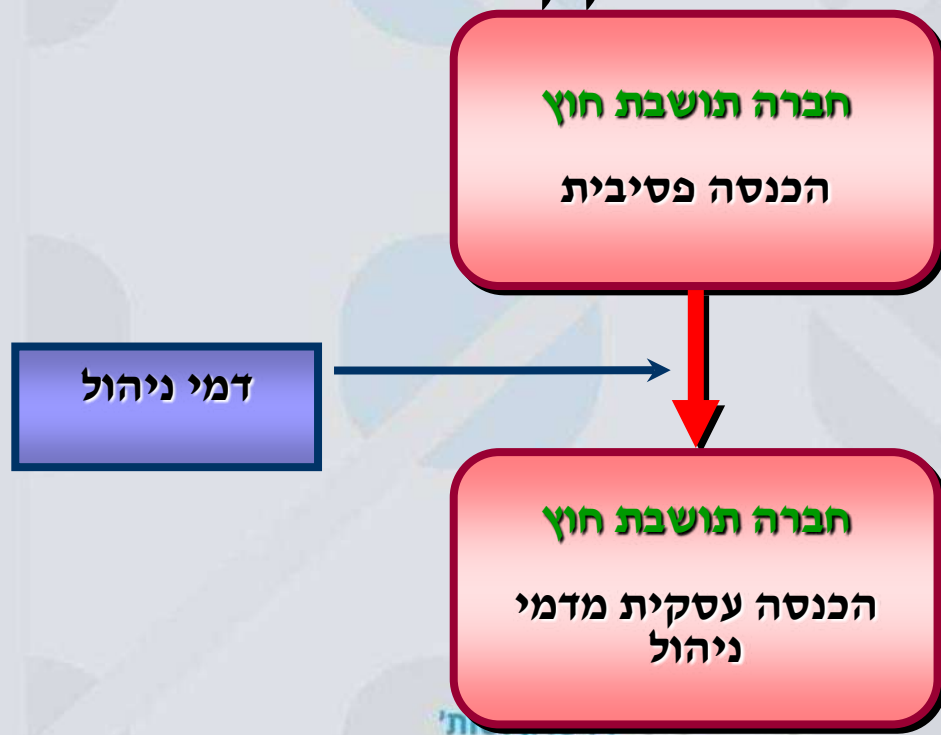 חברה תושבת חוץ
הכנסה פסיבית
דמי ניהול
חברה תושבת חוץ
הכנסה עסקית מדמי
ניהול